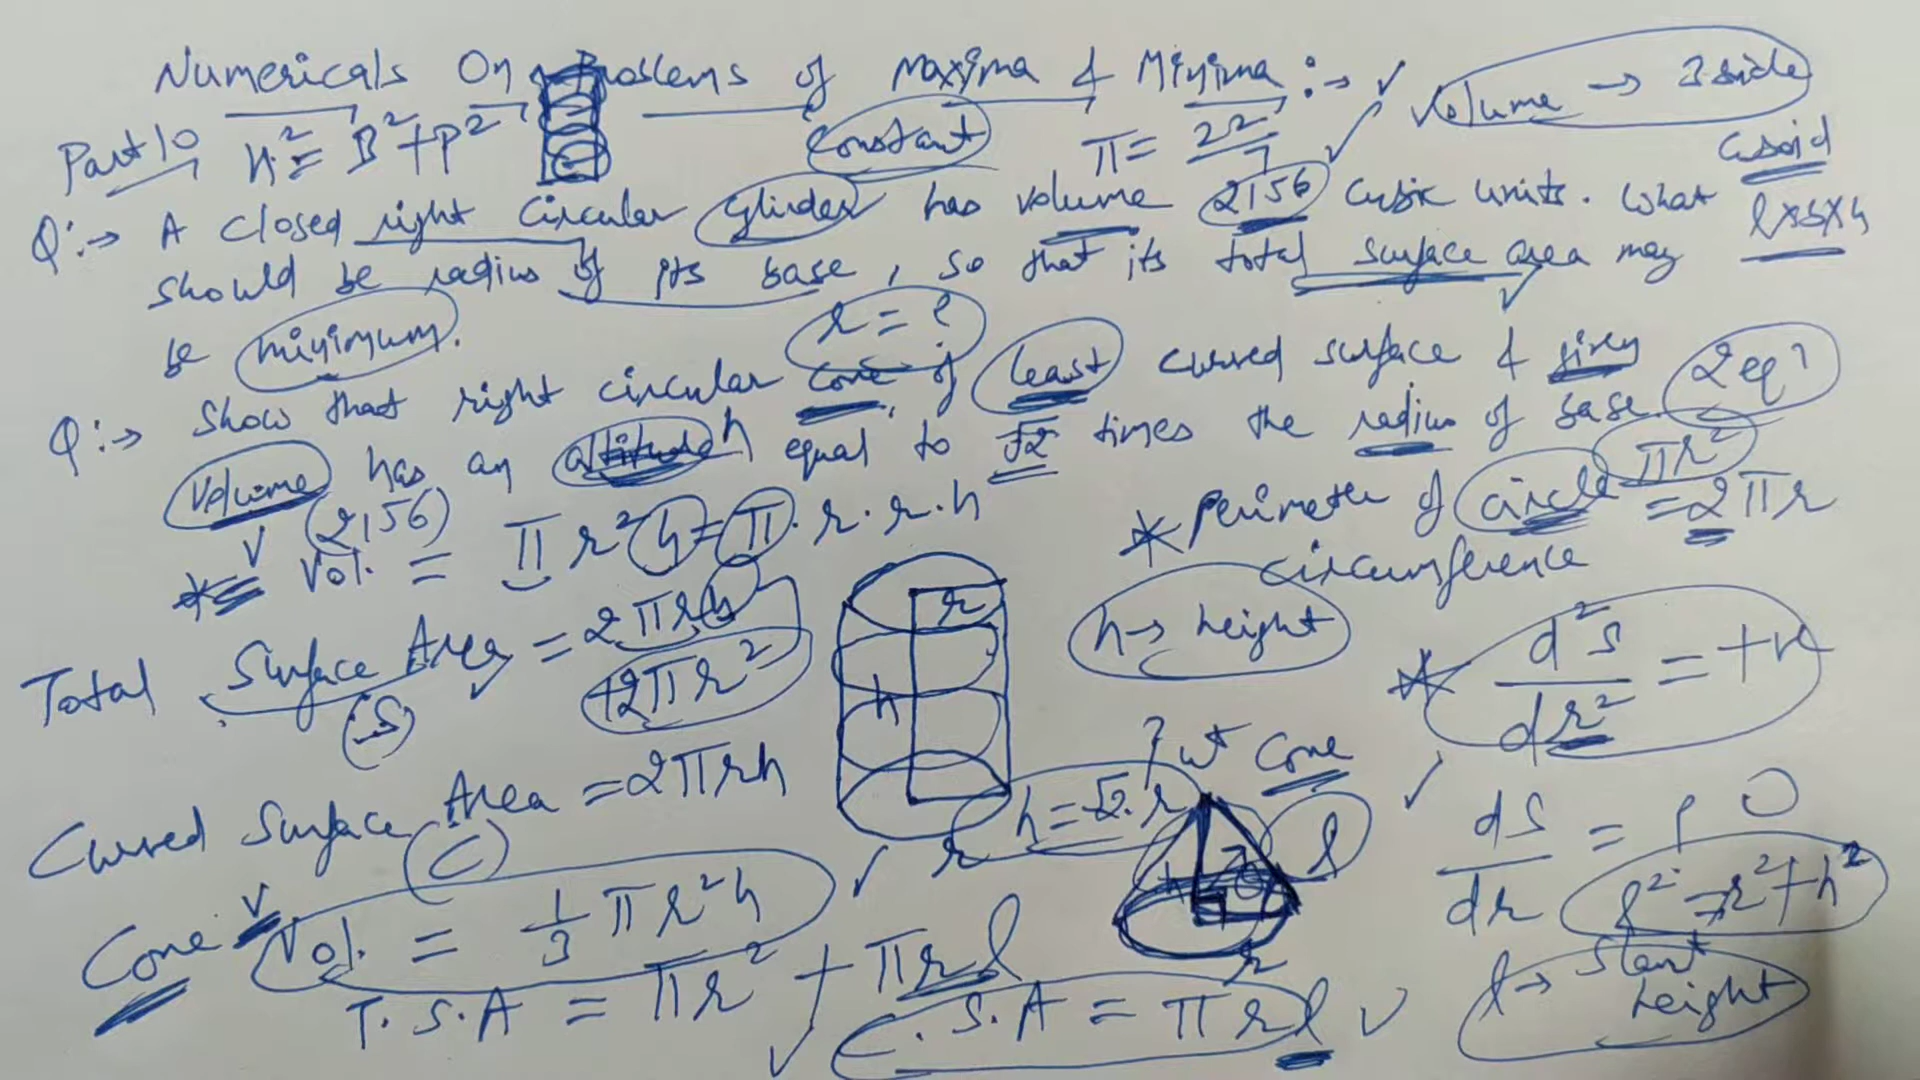 Numericals On Problems of Maxima & Minima :→ ✓
Volume → 3 side
Part 10
h² = B² + P²
Constant
π = 22/7
Cuboid
l×b×h
Q:→ A closed right circular cylinder has volume 2156 cubic units. What
should be radius of its base, so that its total surface area may
be minimum.
r = ?
Q:→ Show that right circular cone of least curved surface & given
2 eqn
volume has an altitude h equal to √2 times the radius of base.
(2156)
Vol. = πr²h = π.r.r.h
* Perimeter of circle = 2πr
πr²
circumference
Total Surface Area = 2πrh
+2πr²
(S)
r
h
h → height
* d²s/dr² = +ve
Curved Surface Area = 2πrh
(C)
h = √2.r
r
Cone
l
h
r
ds/dr = 0
l² = r² + h²
Cone Vol. = 1/3 πr²h
T.S.A = πr² + πrl
C.S.A = πrl ✓
l → slant
height